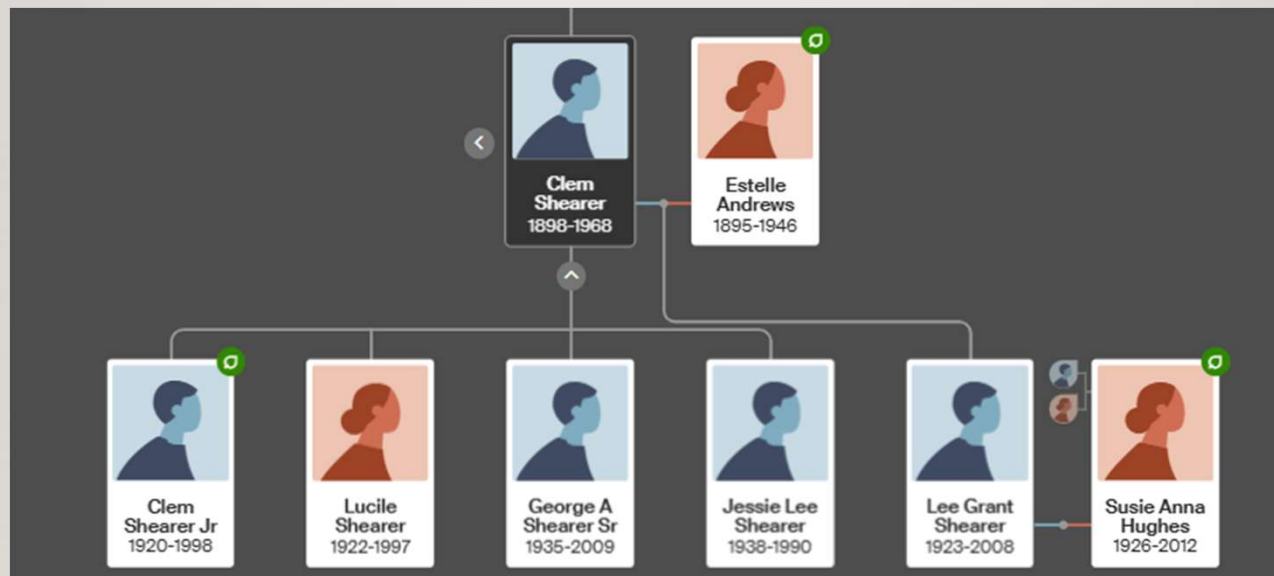 Clem
Shearer
1898-1968
Estelle
Andrews
1895-1946
Clem
Shearer Jr
1920-1998
Lucile
Shearer
1922-1997
George A
Shearer Sr
1935-2009
Jessie Lee
Shearer
1938-1990
Lee Grant
Shearer
1923-2008
Susie Anna
Hughes
1926-2012